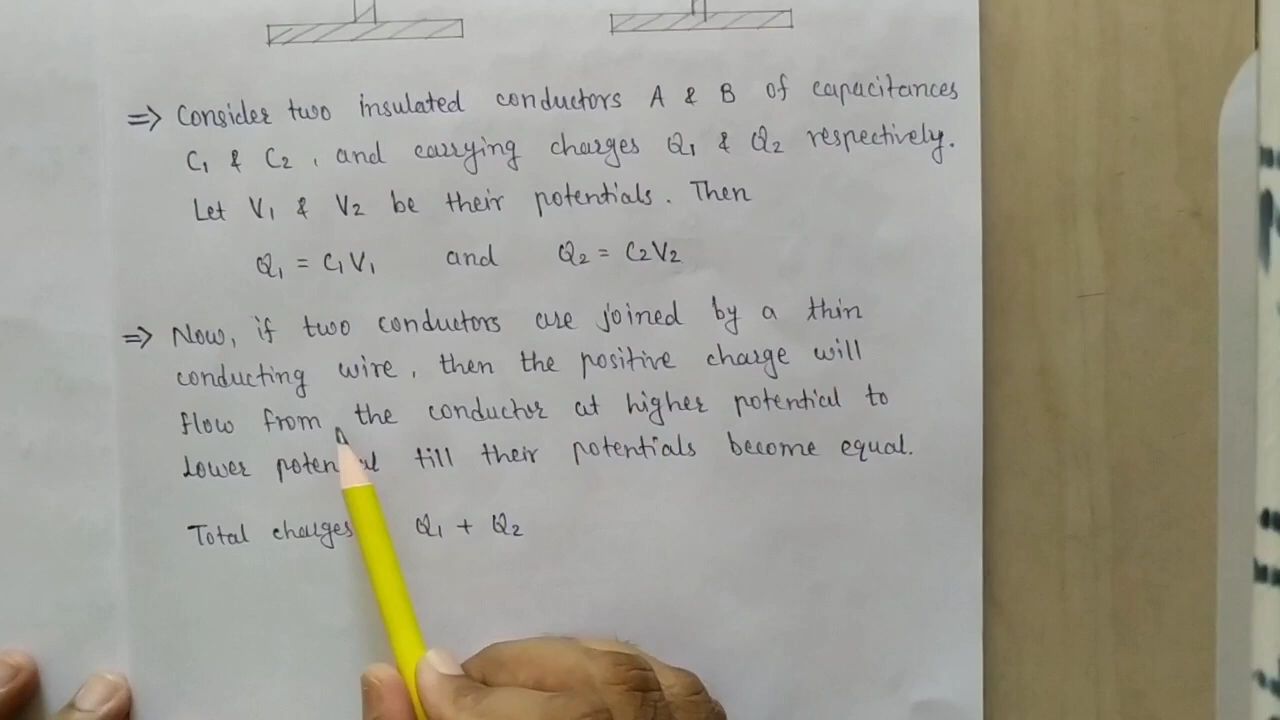 => Consider two insulated conductors A & B of capacitances
C1 & C2, and carrying charges Q1 & Q2 respectively.
Let V1 & V2 be their potentials. Then
Q1 = C1V1 and Q2 = C2V2
=> Now, if two conductors are joined by a thin
conducting wire, then the positive charge will
flow from the conductor at higher potential to
Lower potential till their potentials become equal.
Total charges Q1 + Q2